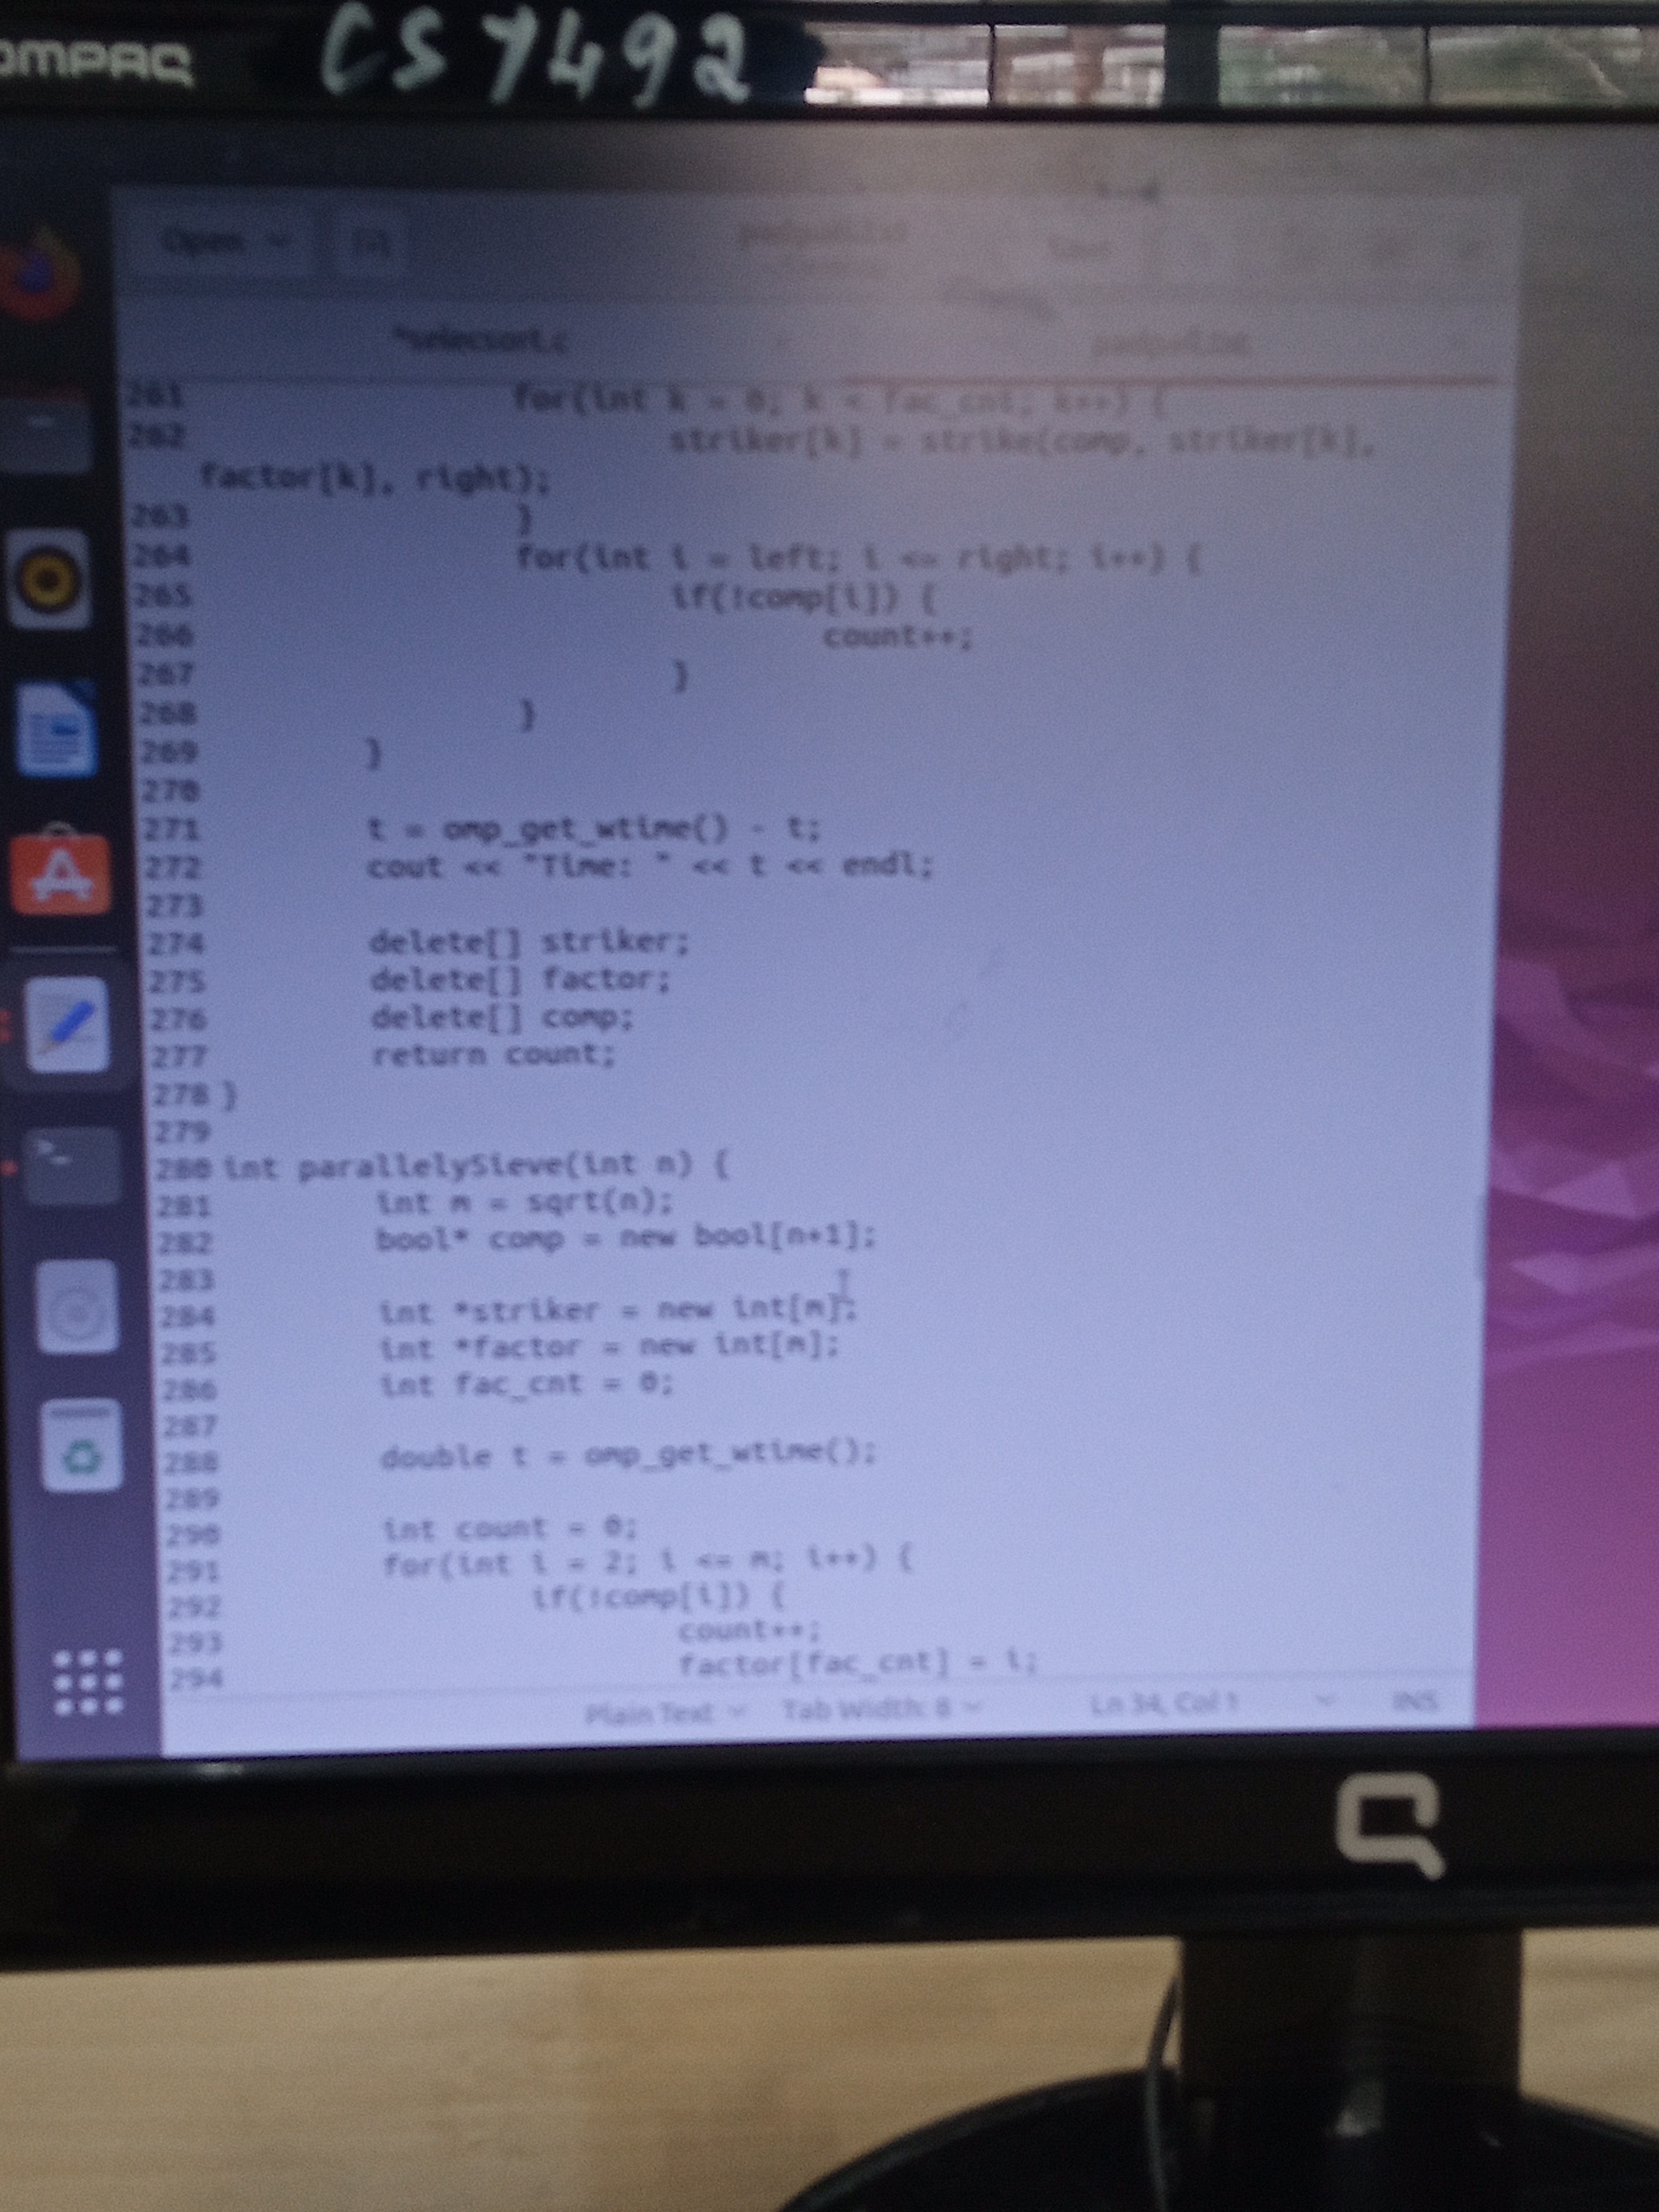 OMPAQ CS7492
Open
*selecsort.c
261 for(int k = 0; k < fac_cnt; k++) {
262 striker[k] = strike(comp, striker[k],
factor[k], right);
263 }
264 for(int i = left; i <= right; i++) {
265 if(!comp[i]) {
266 count++;
267 }
268 }
269 }
270
271 t = omp_get_wtime() - t;
272 cout << "Time: " << t << endl;
273
274 delete[] striker;
275 delete[] factor;
276 delete[] comp;
277 return count;
278 }
279
280 int parallelySieve(int n) {
281 int m = sqrt(n);
282 bool* comp = new bool[n+1];
283
284 int *striker = new int[m];
285 int *factor = new int[m];
286 int fac_cnt = 0;
287
288 double t = omp_get_wtime();
289
290 int count = 0;
291 for(int i = 2; i <= m; i++) {
292 if(!comp[i]) {
293 count++;
294 factor[fac_cnt] = i;
Plain Text Tab Width: 8 Ln 34, Col 1 INS